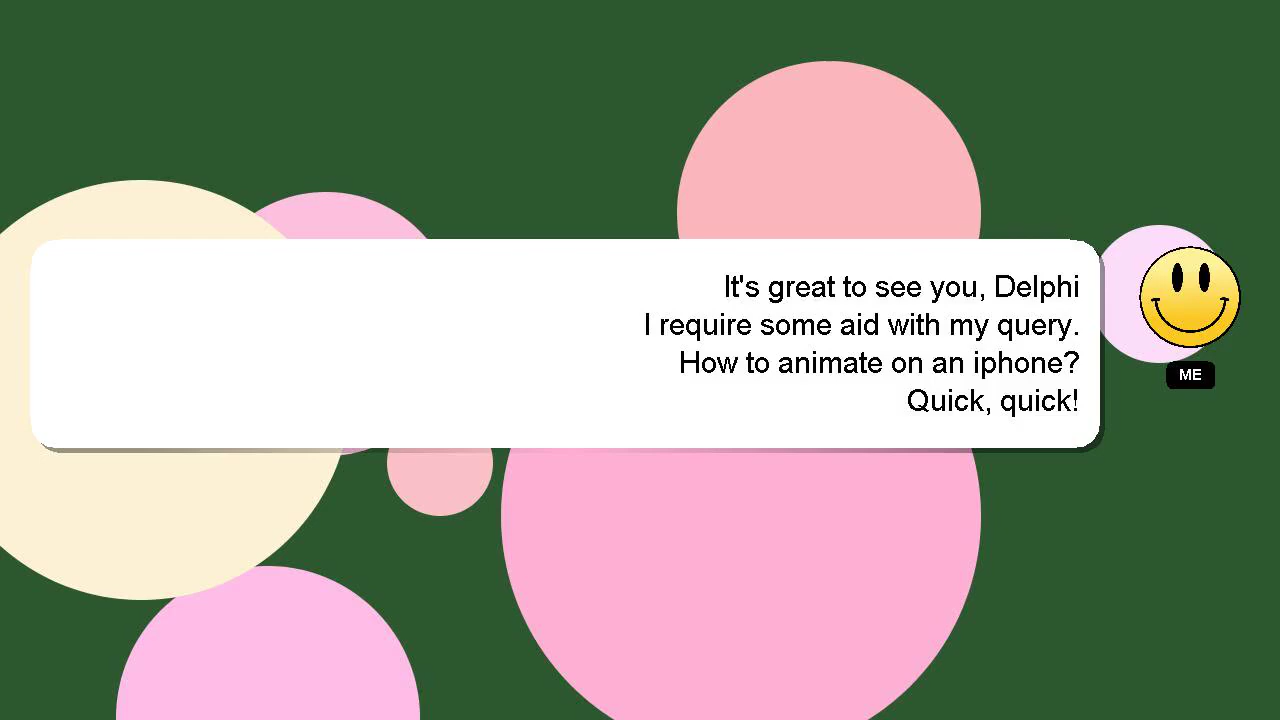 It's great to see you, Delphi
I require some aid with my query.
How to animate on an iphone?
Quick, quick!
ME